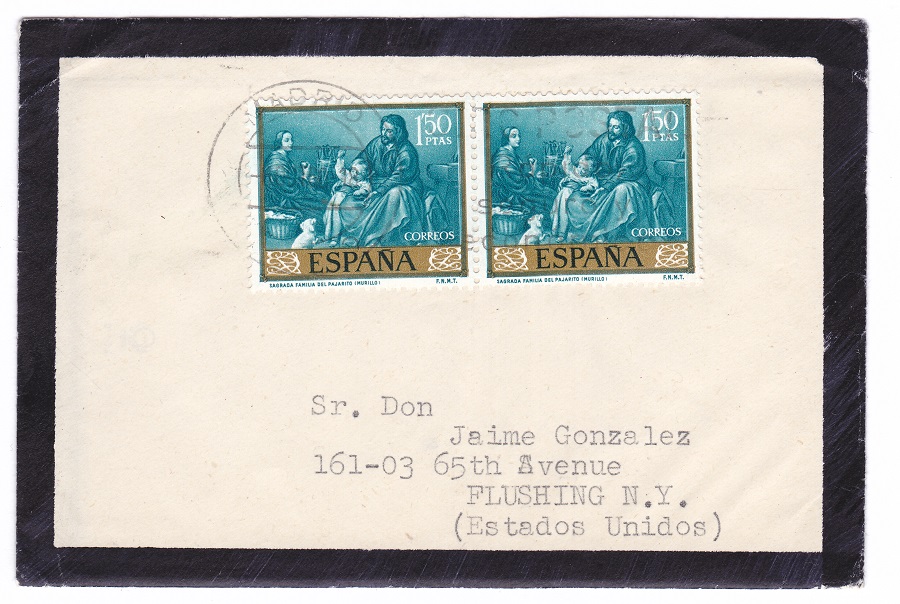 MADRID
1'50
PTAS
CORREOS
ESPAÑA
SAGRADA FAMILIA DEL PAJARITO (MURILLO) F.N.M.T.
1'50
PTAS
CORREOS
ESPAÑA
SAGRADA FAMILIA DEL PAJARITO (MURILLO) F.N.M.T.
Sr. Don
Jaime Gonzalez
161-03 65th Avenue
FLUSHING N.Y.
(Estados Unidos)